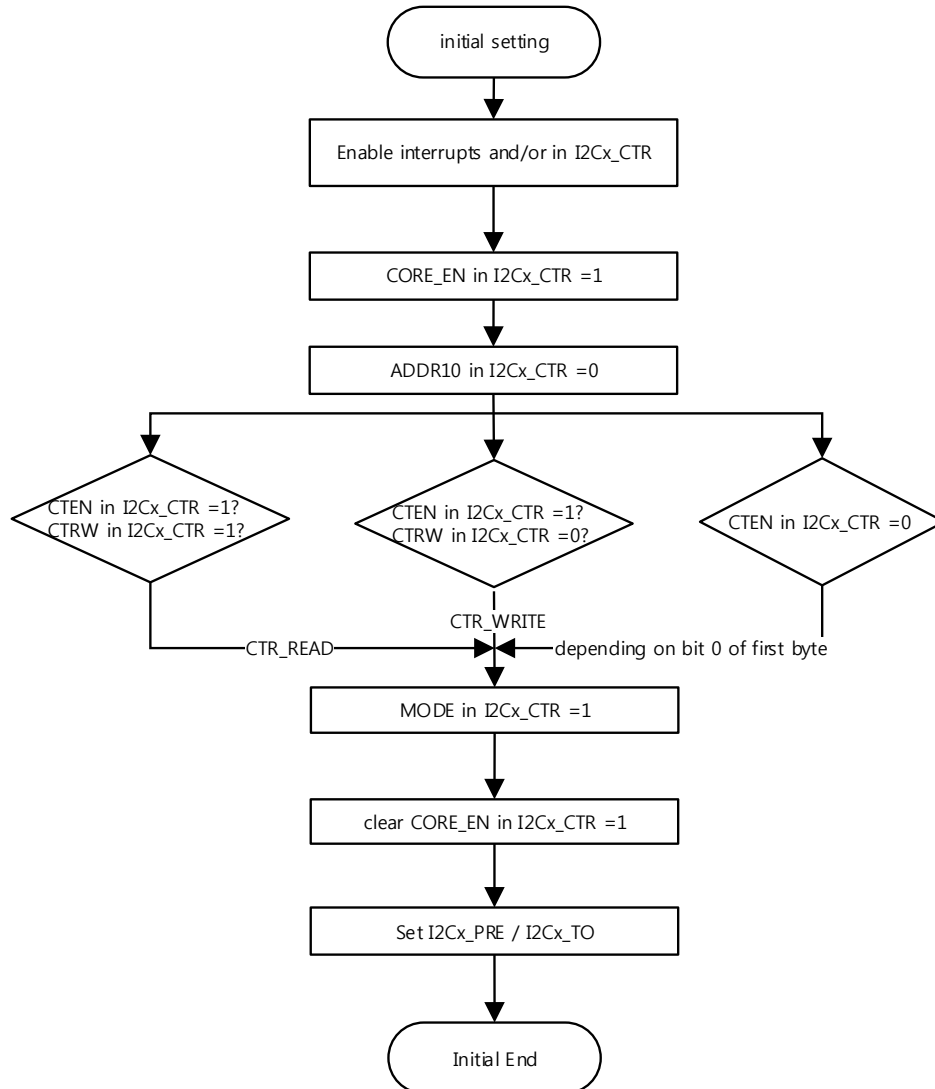 initial setting
Enable interrupts and/or in I2Cx_CTR
CORE_EN in I2Cx_CTR =1
ADDR10 in I2Cx_CTR =0
CTEN in I2Cx_CTR =1?
CTRW in I2Cx_CTR =1?
CTEN in I2Cx_CTR =1?
CTRW in I2Cx_CTR =0?
CTEN in I2Cx_CTR =0
CTR_READ
CTR_WRITE
depending on bit 0 of first byte
MODE in I2Cx_CTR =1
clear CORE_EN in I2Cx_CTR =1
Set I2Cx_PRE / I2Cx_TO
Initial End